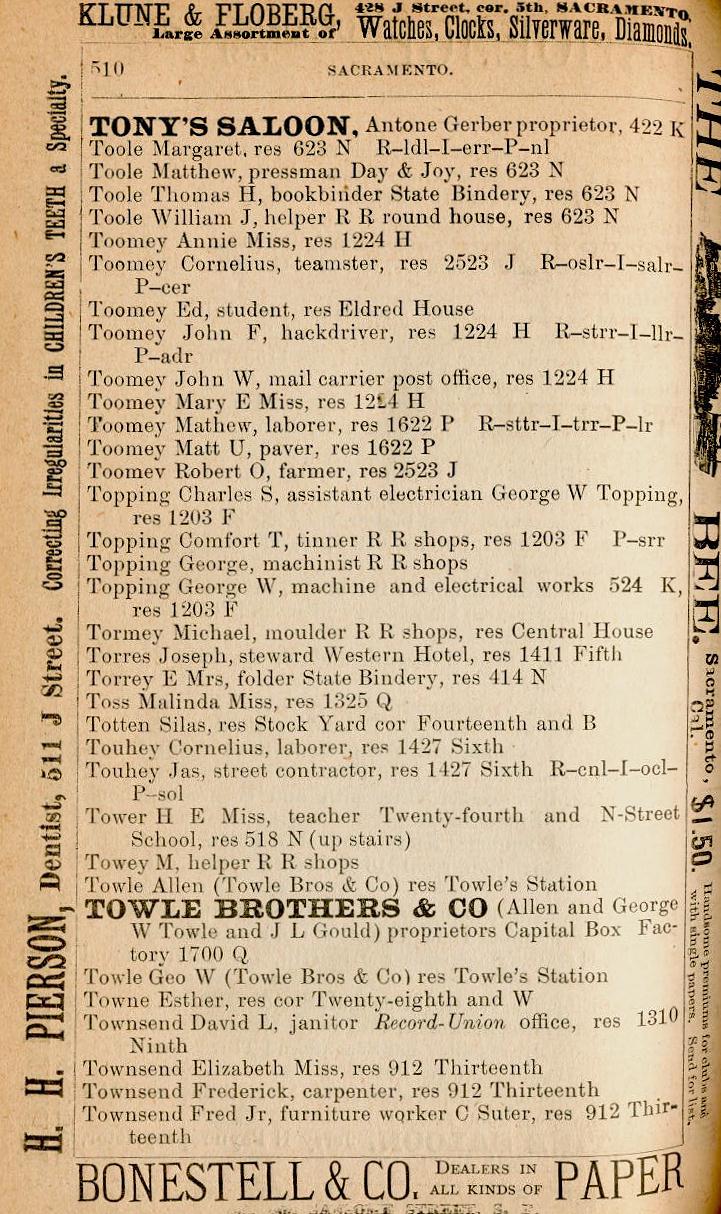 KLUNE & FLOBERG, 428 J Street, cor. 5th, SACRAMENTO,
Large Assortment of Watches, Clocks, Silverware, Diamonds,
510 SACRAMENTO.
TONY'S SALOON, Antone Gerber proprietor, 422 K
Toole Margaret, res 623 N R–ldl–I–err–P–nl
Toole Matthew, pressman Day & Joy, res 623 N
Toole Thomas H, bookbinder State Bindery, res 623 N
Toole William J, helper R R round house, res 623 N
Toomey Annie Miss, res 1224 H
Toomey Cornelius, teamster, res 2523 J R–oslr–I–salr–
P–cer
Toomey Ed, student, res Eldred House
Toomey John F, hackdriver, res 1224 H R–strr–I–llr–
P–adr
Toomey John W, mail carrier post office, res 1224 H
Toomey Mary E Miss, res 1224 H
Toomey Mathew, laborer, res 1622 P R–sttr–I–trr–P–lr
Toomey Matt U, paver, res 1622 P
Toomey Robert O, farmer, res 2523 J
Topping Charles S, assistant electrician George W Topping,
res 1203 F
Topping Comfort T, tinner R R shops, res 1203 F P–srr
Topping George, machinist R R shops
Topping George W, machine and electrical works 524 K,
res 1203 F
Tormey Michael, moulder R R shops, res Central House
Torres Joseph, steward Western Hotel, res 1411 Fifth
Torrey E Mrs, folder State Bindery, res 414 N
Toss Malinda Miss, res 1325 Q
Totten Silas, res Stock Yard cor Fourteenth and B
Touhey Cornelius, laborer, res 1427 Sixth
Touhey Jas, street contractor, res 1427 Sixth R–cnl–I–ocl–
P–sol
Tower H E Miss, teacher Twenty-fourth and N-Street
School, res 518 N (up stairs)
Towey M, helper R R shops
Towle Allen (Towle Bros & Co) res Towle's Station
TOWLE BROTHERS & CO (Allen and George
W Towle and J L Gould) proprietors Capital Box Fac-
tory 1700 Q
Towle Geo W (Towle Bros & Co) res Towle's Station
Towne Esther, res cor Twenty-eighth and W
Townsend David L, janitor Record-Union office, res 1310
Ninth
Townsend Elizabeth Miss, res 912 Thirteenth
Townsend Frederick, carpenter, res 912 Thirteenth
Townsend Fred Jr, furniture worker C Suter, res 912 Thir-
teenth
BONESTELL & CO. DEALERS IN ALL KINDS OF PAPER
H. H. PIERSON, Dentist, 511 J Street. Correcting Irregularities in CHILDREN'S TEETH a Specialty.
THE BEE. Sacramento, Cal. $1.50. Handsome premiums for clubs and
with single papers. Send for list.